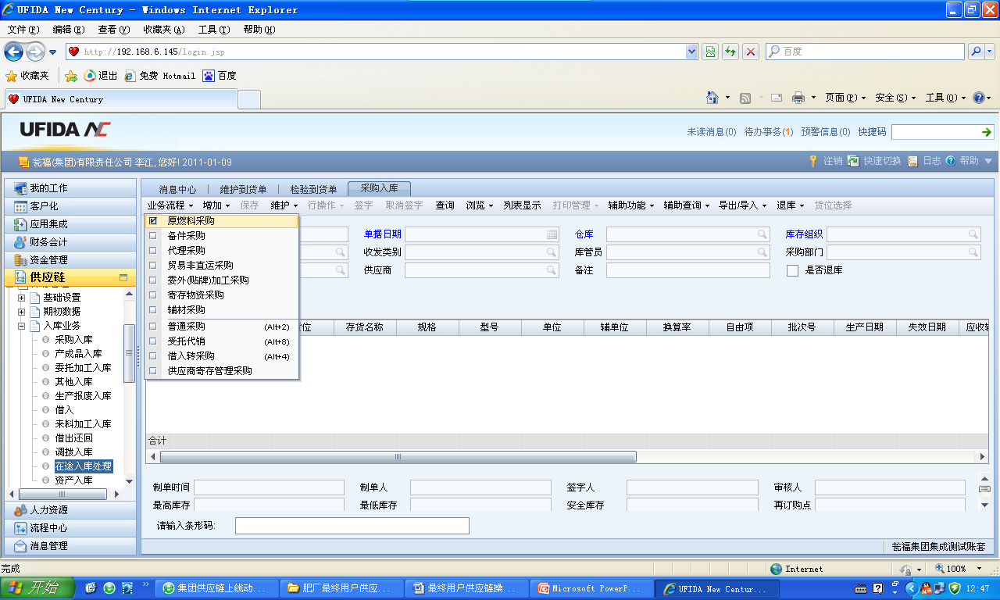 UFIDA New Century - Windows Internet Explorer
文件(F) 编辑(E) 查看(V) 收藏夹(A) 工具(T) 帮助(H)
http://192.168.6.145/login.jsp 百度
收藏夹 退出 免费 Hotmail 百度
UFIDA New Century 页面(P) 安全(S) 工具(O)
UFIDA NC 未读消息(0) 待办事务(1) 预警信息(0) 快捷码
瓮福(集团)有限责任公司 李江, 您好! 2011-01-09 注销 快速切换 日志 帮助
我的工作
客户化
应用集成
财务会计
资金管理
供应链
基础设置
期初数据
入库业务
采购入库
产成品入库
委托加工入库
其他入库
生产报废入库
借入
来料加工入库
借出还回
调拨入库
在途入库处理
资产入库
人力资源
流程中心
消息管理
消息中心 维护到货单 检验到货单 采购入库
业务流程 增加 保存 维护 行操作 签字 取消签字 查询 浏览 列表显示 打印管理 辅助功能 辅助查询 导出/导入 退库 货位选择
原燃料采购
备件采购
代理采购
贸易非直运采购
委外(贴牌)加工采购
寄存物资采购
辅材采购
普通采购 (Alt+2)
受托代销 (Alt+8)
借入转采购 (Alt+4)
供应商寄存管理采购
单据日期 仓库 库存组织
收发类别 库管员 采购部门
供应商 备注 是否退库
位 存货名称 规格 型号 单位 辅单位 换算率 自由项 批次号 生产日期 失效日期 应收
合计
制单时间 制单人 签字人 审核人
最高库存 最低库存 安全库存 再订购点
请输入条形码:
瓮福集团集成测试账套
完成 Internet 100%
开始 集团供应链上线动... 肥厂最终用户供应... 最终用户供应链操... Microsoft PowerP... UFIDA New Centur... 12:47